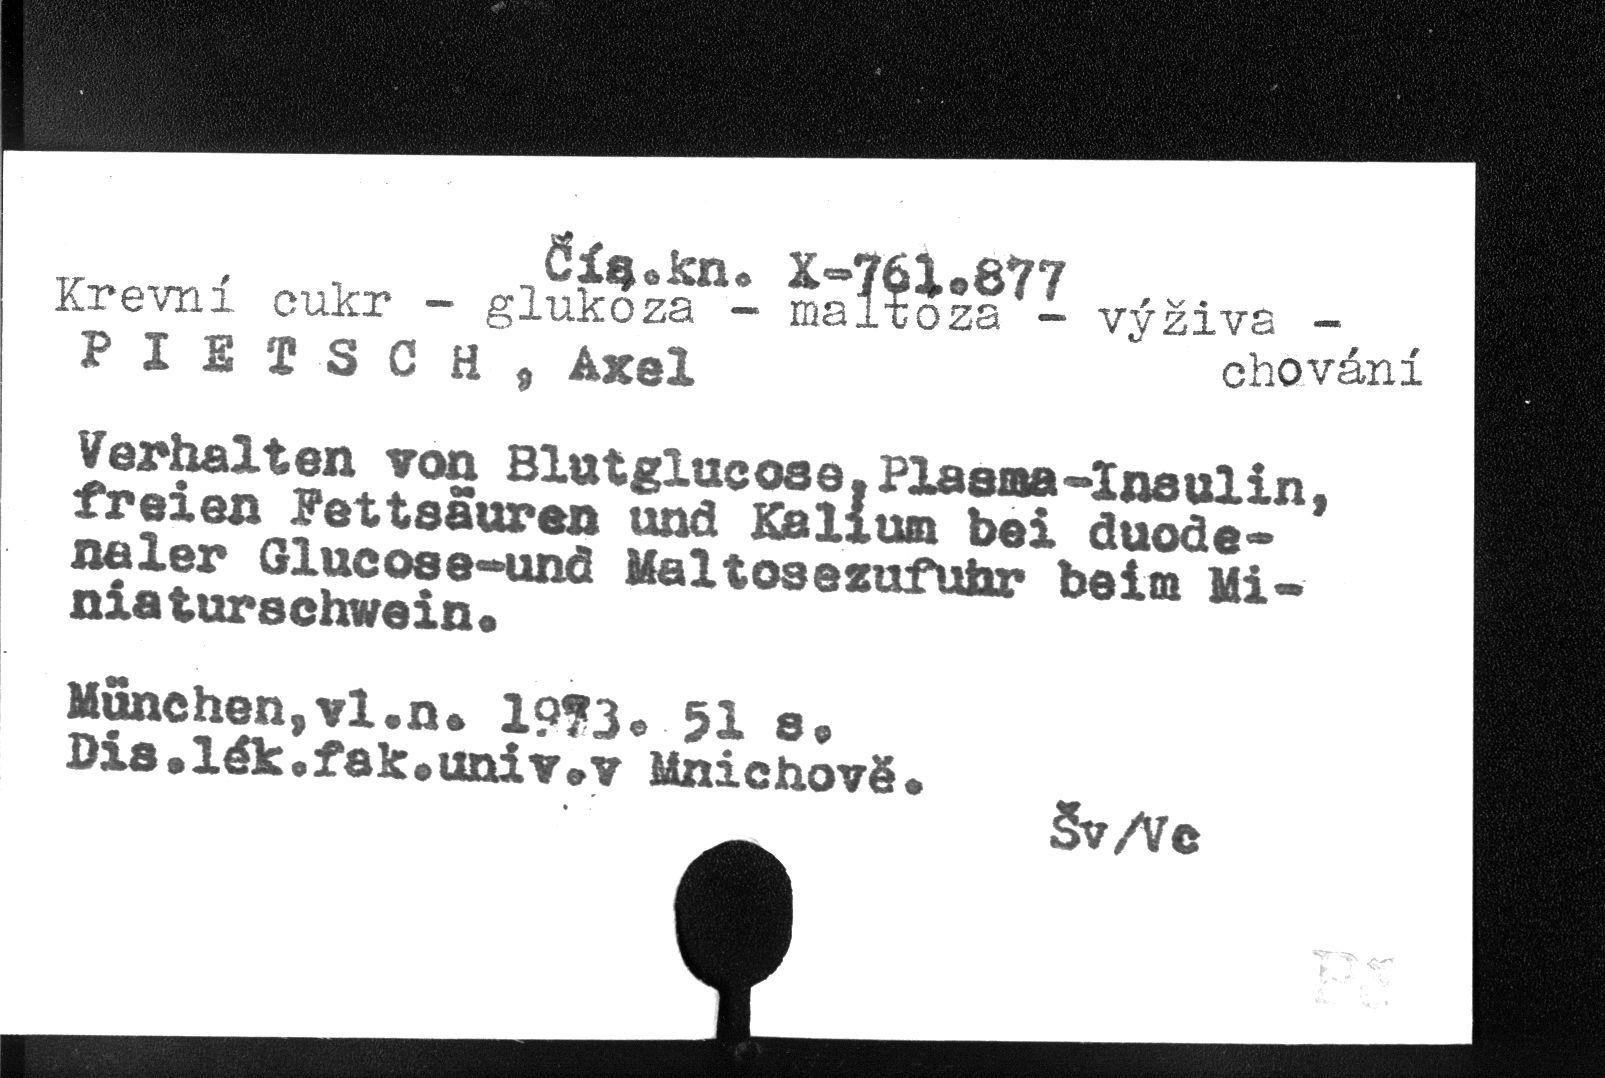 Čís.kn. X-761.877
Krevní cukr - glukóza - maltóza - výživa -
chování
P I E T S C H , Axel
Verhalten von Blutglucose,Plasma-Insulin,
freien Fettsäuren und Kalium bei duode-
naler Glucose-und Maltosezufuhr beim Mi-
niaturschwein.
München,vl.n. 1973. 51 s.
Dis.lék.fak.univ.v Mnichově.
Šv/Vc